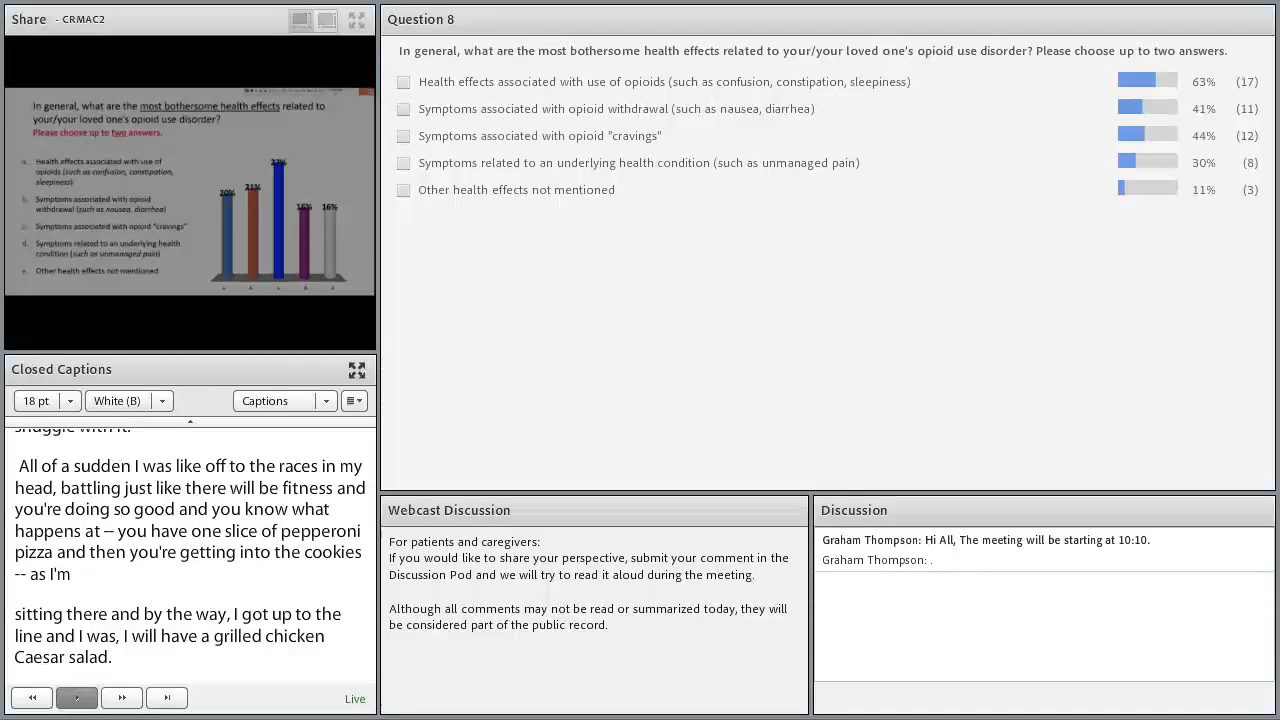 Share - CRMAC2
In general, what are the most bothersome health effects related to
your/your loved one's opioid use disorder?
Please choose up to two answers.
a. Health effects associated with use of
opioids (such as confusion, constipation,
sleepiness)
b. Symptoms associated with opioid
withdrawal (such as nausea, diarrhea)
c. Symptoms associated with opioid "cravings"
d. Symptoms related to an underlying health
condition (such as unmanaged pain)
e. Other health effects not mentioned
20%
21%
27%
16%
16%
Closed Captions
18 pt
White (B)
Captions
All of a sudden I was like off to the races in my
head, battling just like there will be fitness and
you're doing so good and you know what
happens at -- you have one slice of pepperoni
pizza and then you're getting into the cookies
-- as I'm
sitting there and by the way, I got up to the
line and I was, I will have a grilled chicken
Caesar salad.
Live
Question 8
In general, what are the most bothersome health effects related to your/your loved one's opioid use disorder? Please choose up to two answers.
Health effects associated with use of opioids (such as confusion, constipation, sleepiness) 63% (17)
Symptoms associated with opioid withdrawal (such as nausea, diarrhea) 41% (11)
Symptoms associated with opioid "cravings" 44% (12)
Symptoms related to an underlying health condition (such as unmanaged pain) 30% (8)
Other health effects not mentioned 11% (3)
Webcast Discussion
For patients and caregivers:
If you would like to share your perspective, submit your comment in the
Discussion Pod and we will try to read it aloud during the meeting.
Although all comments may not be read or summarized today, they will
be considered part of the public record.
Discussion
Graham Thompson: Hi All, The meeting will be starting at 10:10.
Graham Thompson: .